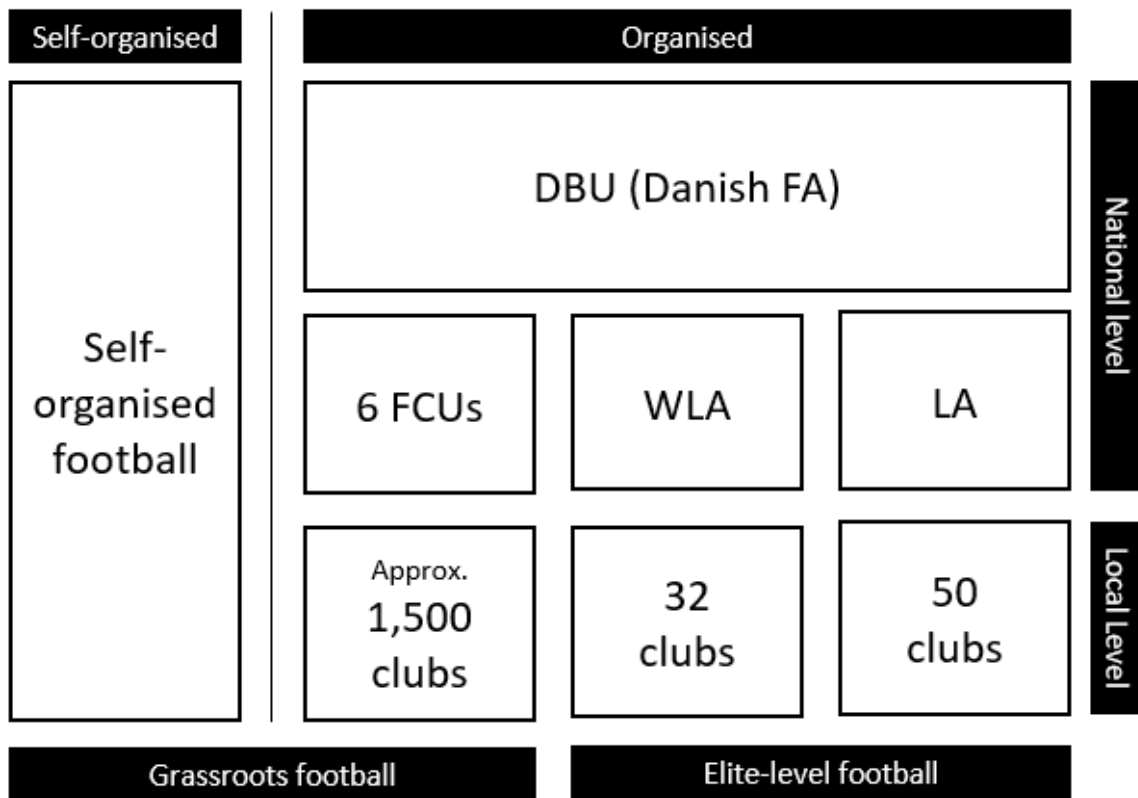 Self-organised
Organised
DBU (Danish FA)
National level
Self-
organised
football
6 FCUs
WLA
LA
Approx.
1,500
clubs
32
clubs
50
clubs
Local Level
Grassroots football
Elite-level football